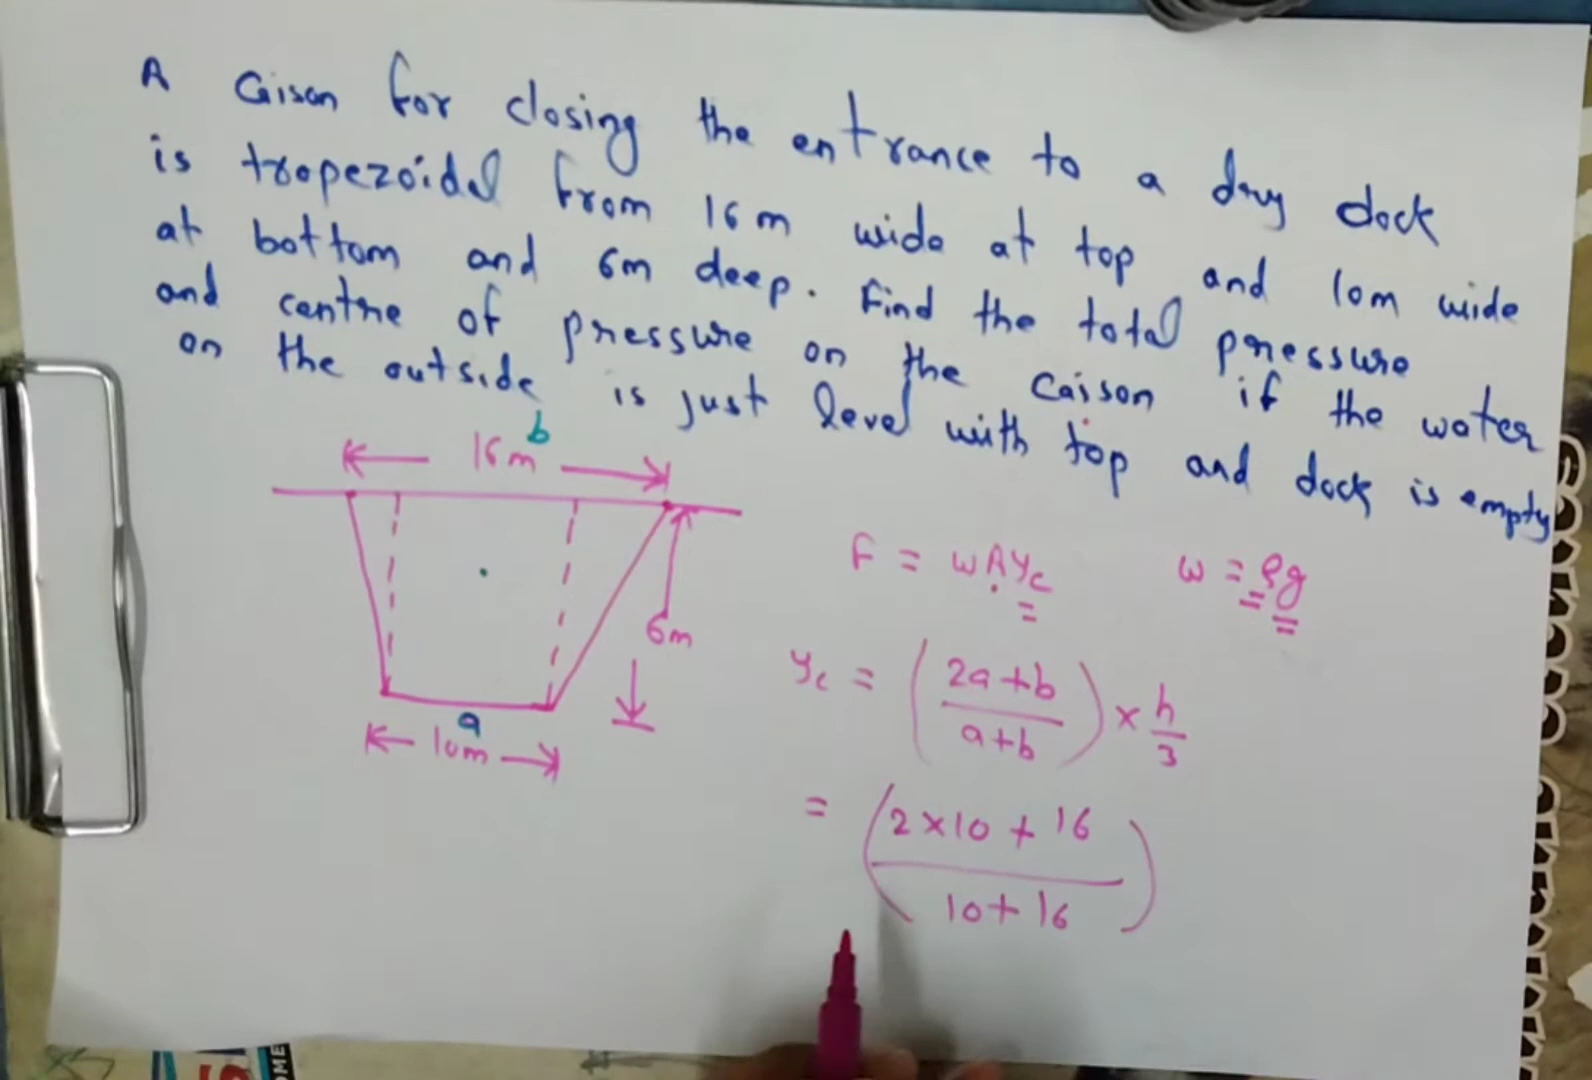 A Caison for closing the entrance to a dry dock
is tropezoidal from 16m wide at top and 10m wide
at bottom and 6m deep. Find the total pressure
and centre of pressure on the Caison if the water
on the outside is just level with top and dock is empty
16m
b
F = wAyc w = ρg
6m
yc = (2a+b / a+b) × h/3
a
10m
= (2×10 + 16 / 10+16)